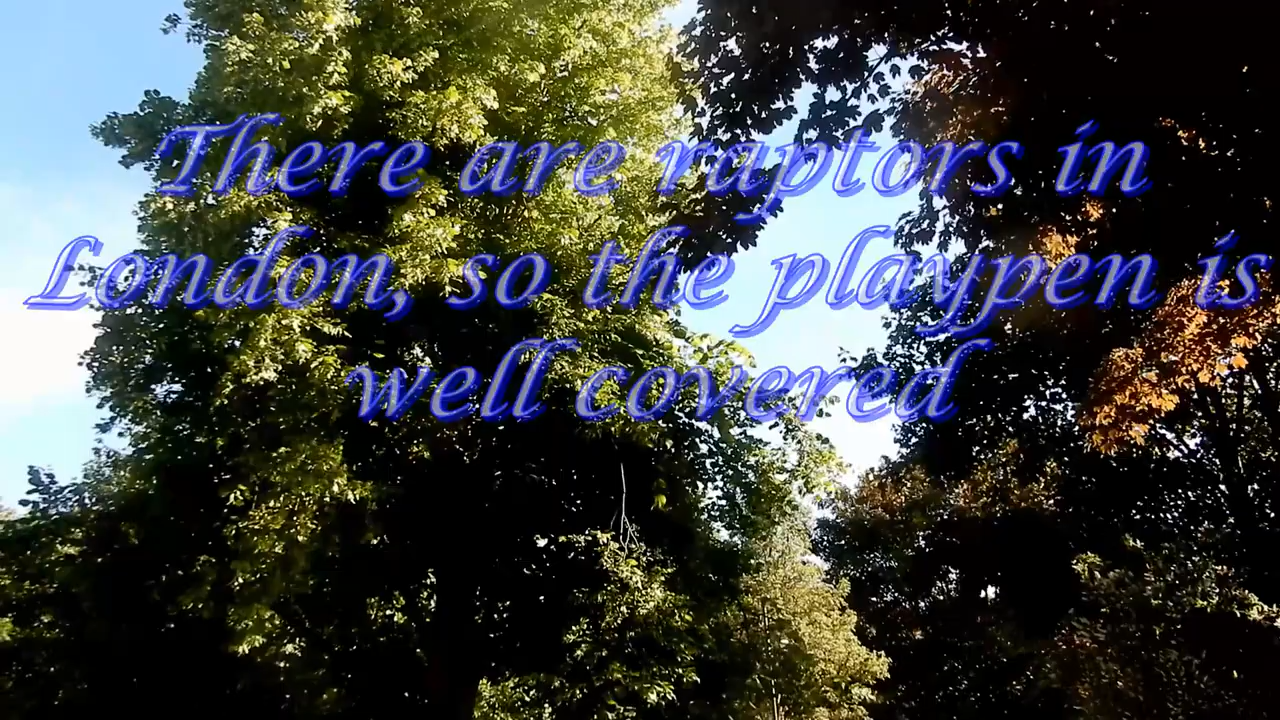 There are raptors in
London, so the playpen is
well covered